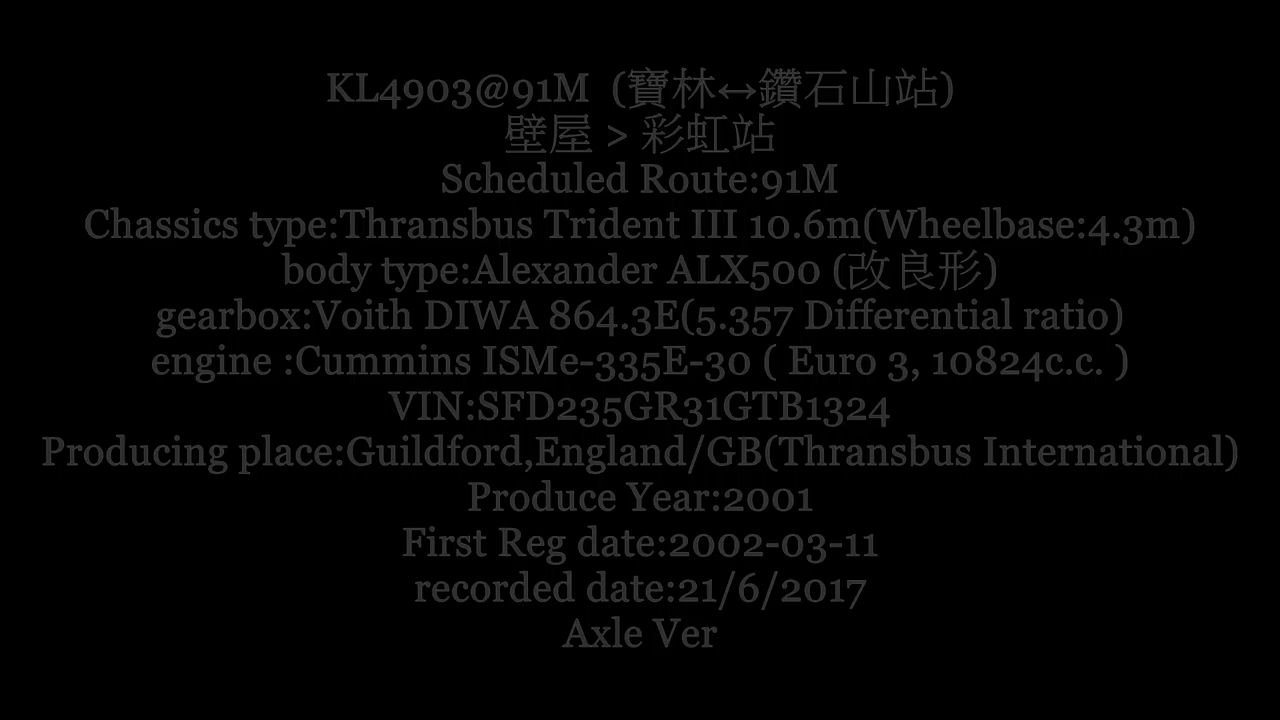 KL4903@91M (寶林↔鑽石山站)
壁屋 > 彩虹站
Scheduled Route:91M
Chassics type:Thransbus Trident III 10.6m(Wheelbase:4.3m)
body type:Alexander ALX500 (改良形)
gearbox:Voith DIWA 864.3E(5.357 Differential ratio)
engine :Cummins ISMe-335E-30 ( Euro 3, 10824c.c. )
VIN:SFD235GR31GTB1324
Producing place:Guildford,England/GB(Thransbus International)
Produce Year:2001
First Reg date:2002-03-11
recorded date:21/6/2017
Axle Ver